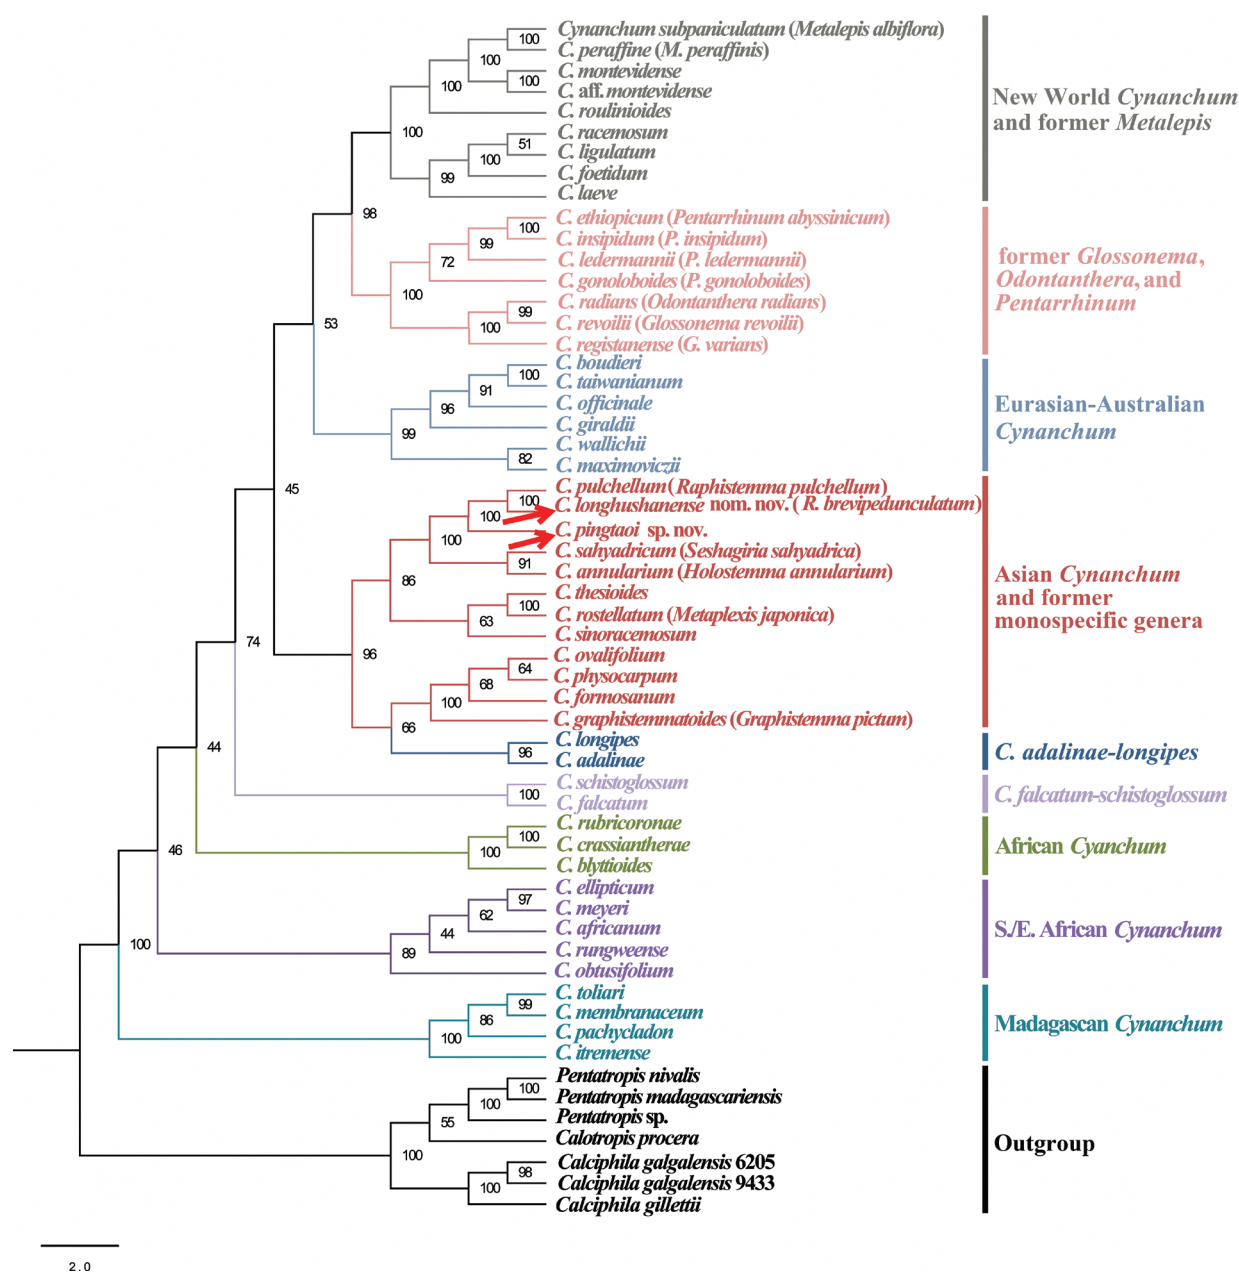 Cynanchum subpaniculatum (Metalepis albiflora)
100
C. peraffine (M. peraffinis)
100
C. montevidense
100
C. aff. montevidense
100
C. roulinioides
100
C. racemosum
51
C. ligulatum
100
C. foetidum
99
C. laeve
New World Cynanchum
and former Metalepis
98
C. ethiopicum (Pentarrhinum abyssinicum)
100
C. insipidum (P. insipidum)
99
C. ledermannii (P. ledermannii)
72
C. gonoloboides (P. gonoloboides)
100
C. radians (Odontanthera radians)
99
C. revoilii (Glossonema revoilii)
100
C. registanense (G. varians)
former Glossonema,
Odontanthera, and
Pentarrhinum
53
C. boudieri
100
C. taiwanianum
91
C. officinale
96
C. giraldii
99
C. wallichii
82
C. maximoviczii
Eurasian-Australian
Cynanchum
45
C. pulchellum ( Raphistemma pulchellum)
100
C. longhushanense nom. nov. ( R. brevipedunculatum)
100
C. pingtaoi sp. nov.
100
C. sahyadricum (Seshagiria sahyadrica)
91
C. annularium (Holostemma annularium)
86
C. thesioides
100
C. rostellatum (Metaplexis japonica)
63
C. sinoracemosum
96
C. ovalifolium
64
C. physocarpum
68
C. formosanum
100
C. graphistemmatoides (Graphistemma pictum)
66
Asian Cynanchum
and former
monospecific genera
C. longipes
96
C. adalinae
C. adalinae-longipes
74
C. schistoglossum
100
C. falcatum
C. falcatum-schistoglossum
44
C. rubricoronae
100
C. crassiantherae
100
C. blyttioides
African Cyanchum
46
C. ellipticum
97
C. meyeri
62
C. africanum
44
C. rungweense
89
C. obtusifolium
S./E. African Cynanchum
100
C. toliari
99
C. membranaceum
86
C. pachycladon
100
C. itremense
Madagascan Cynanchum
Pentatropis nivalis
100
Pentatropis madagascariensis
100
Pentatropis sp.
55
Calotropis procera
100
Calciphila galgalensis 6205
98
Calciphila galgalensis 9433
100
Calciphila gillettii
Outgroup
2.0